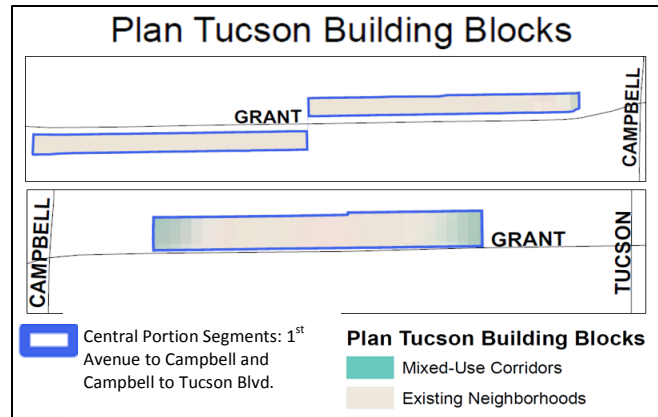 Plan Tucson Building Blocks
GRANT
CAMPBELL
CAMPBELL
GRANT
TUCSON
Central Portion Segments: 1st
Avenue to Campbell and
Campbell to Tucson Blvd.
Plan Tucson Building Blocks
Mixed-Use Corridors
Existing Neighborhoods